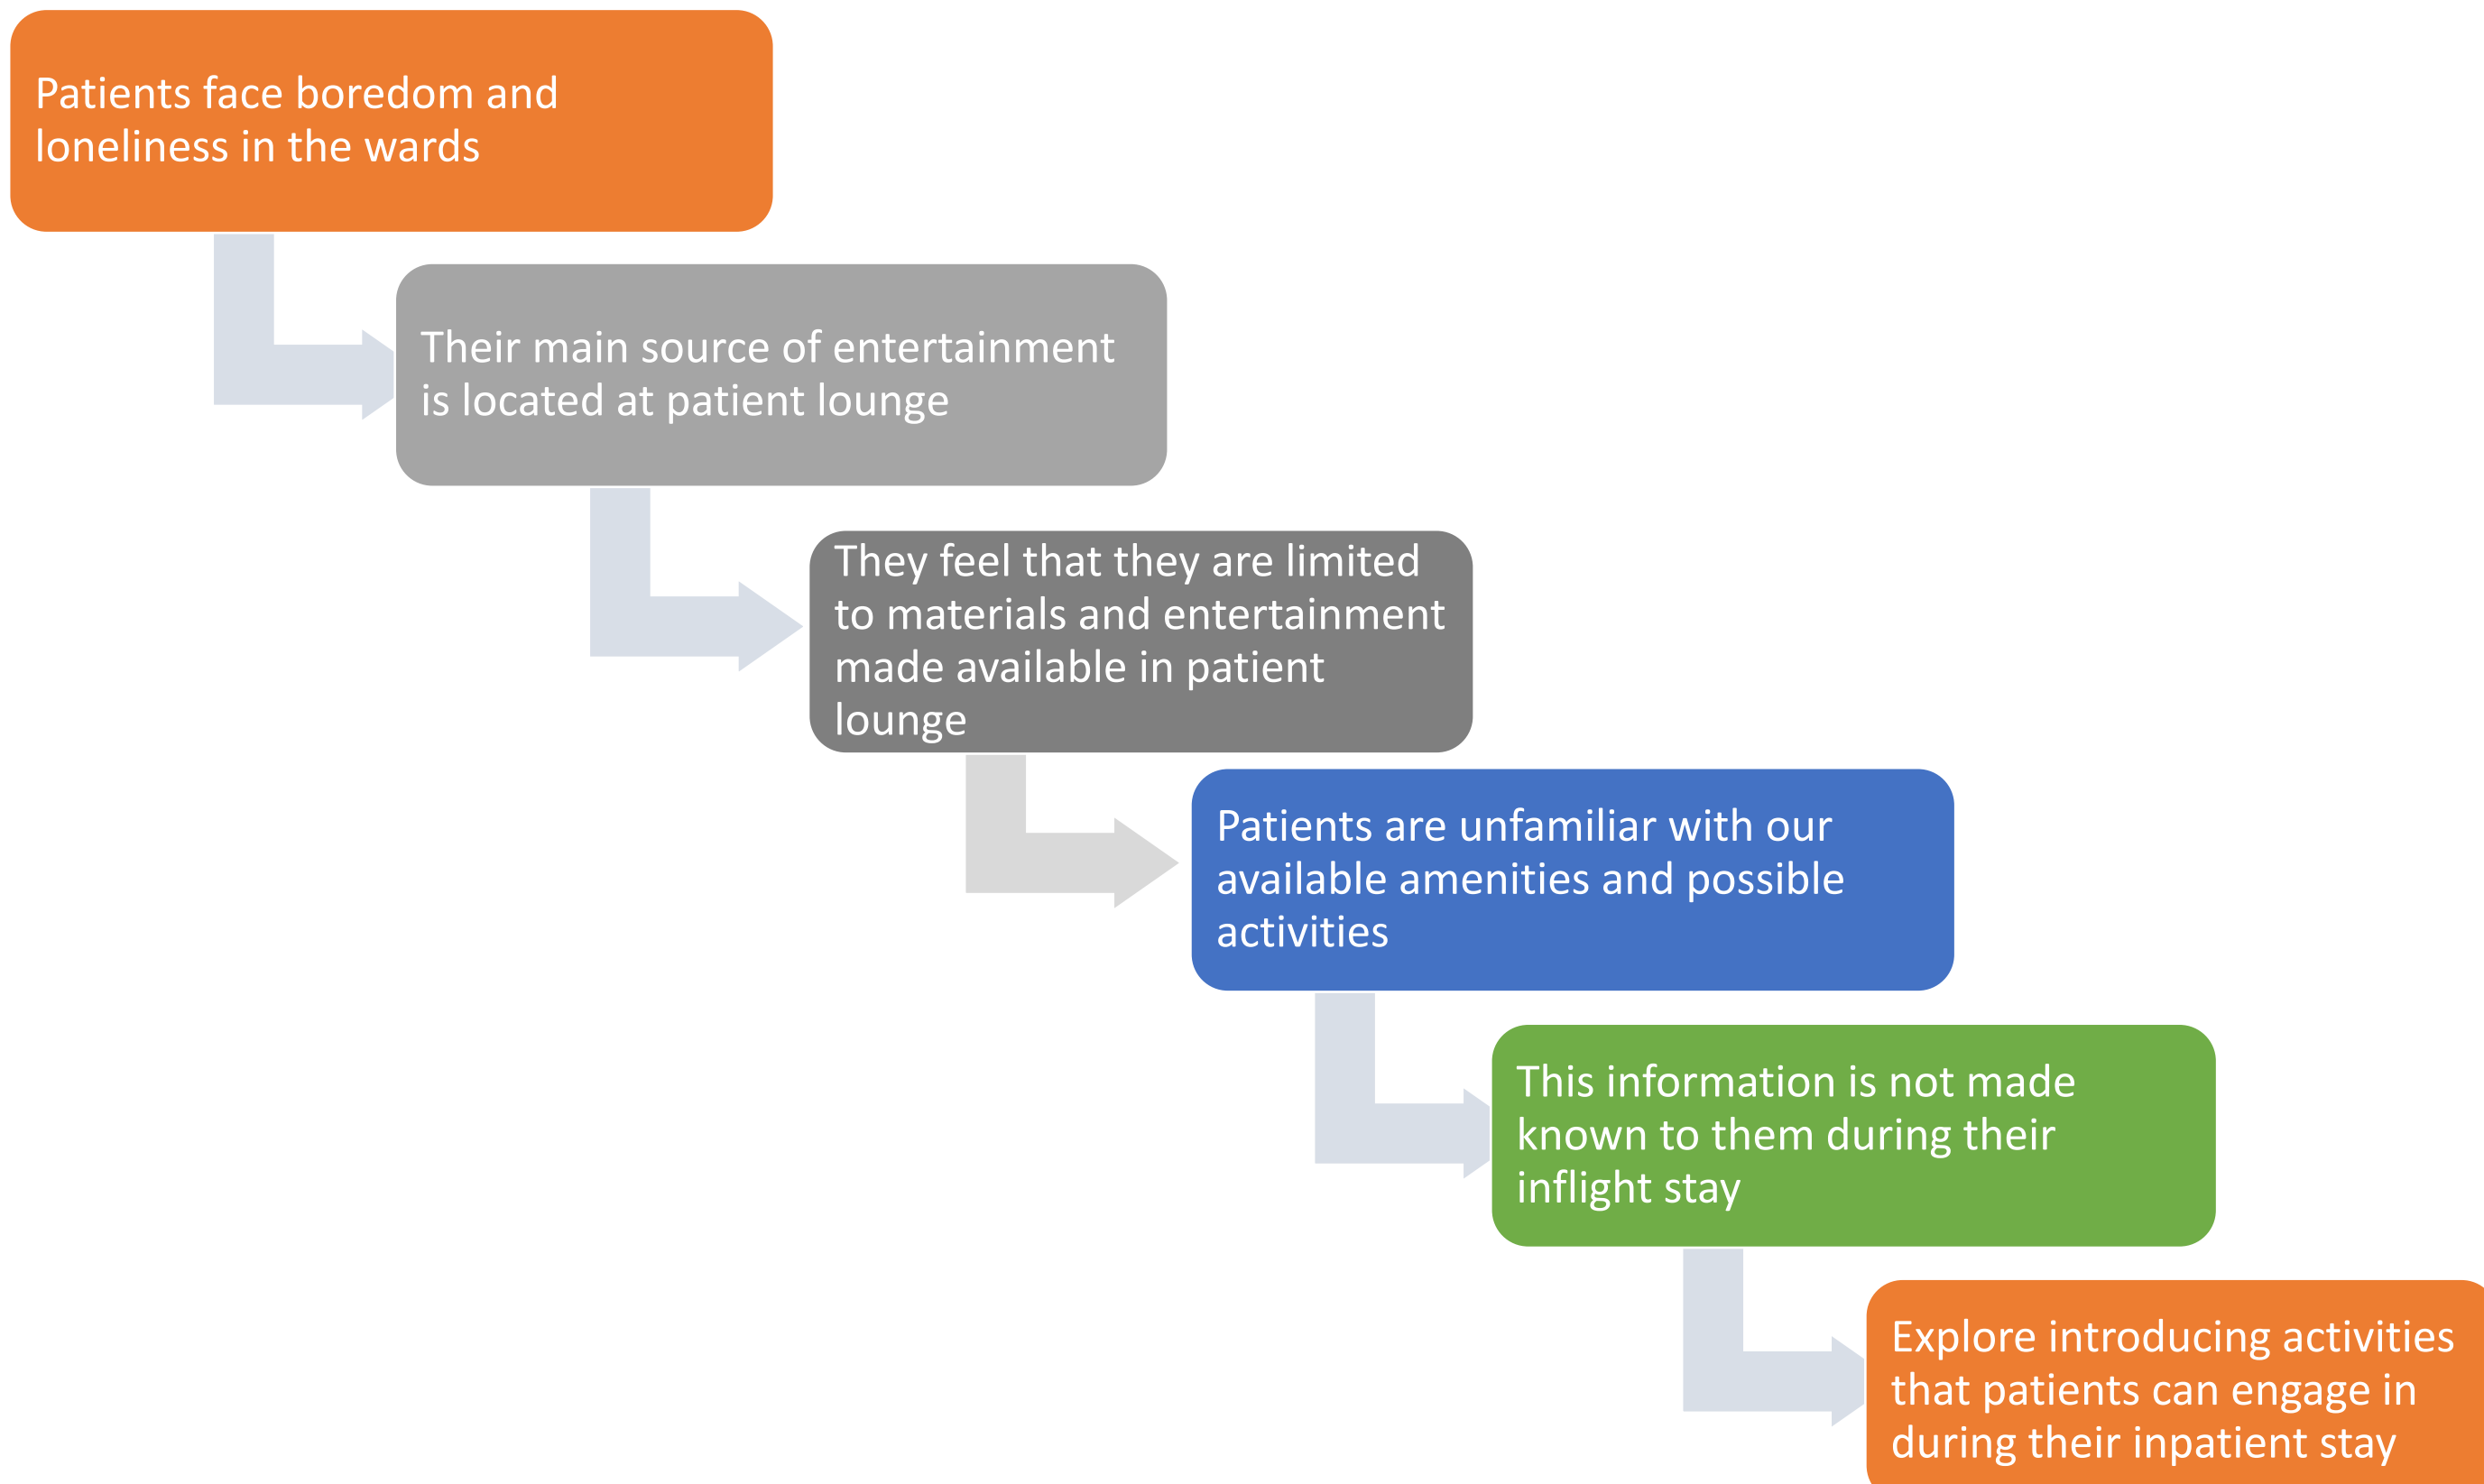 Patients face boredom and
loneliness in the wards
Their main source of entertainment
is located at patient lounge
They feel that they are limited
to materials and entertainment
made available in patient
lounge
Patients are unfamiliar with our
available amenities and possible
activities
This information is not made
known to them during their
inflight stay
Explore introducing activities
that patients can engage in
during their inpatient stay